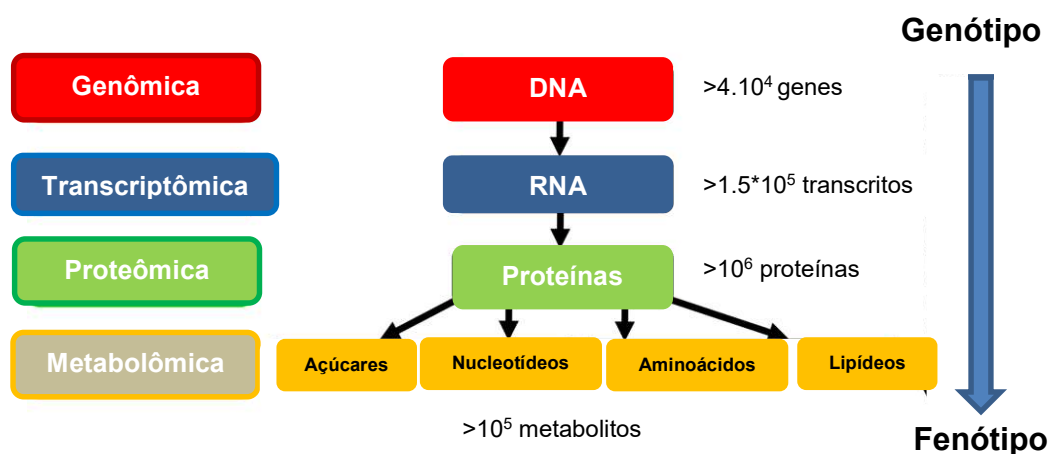 Genótipo
Genômica
DNA
>4.10⁴ genes
Transcriptômica
RNA
>1.5*10⁵ transcritos
Proteômica
Proteínas
>10⁶ proteínas
Metabolômica
Açúcares
Nucleotídeos
Aminoácidos
Lipídeos
>10⁵ metabolitos
Fenótipo